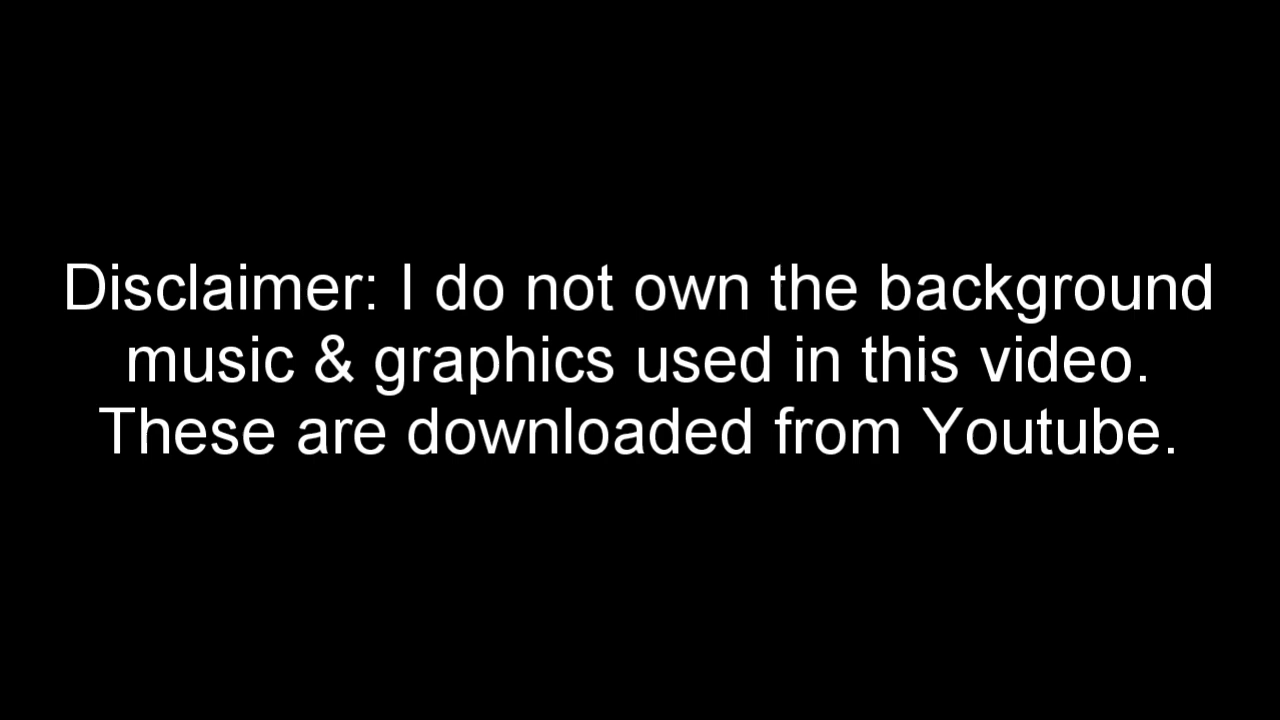 Disclaimer: I do not own the background
music & graphics used in this video.
These are downloaded from Youtube.